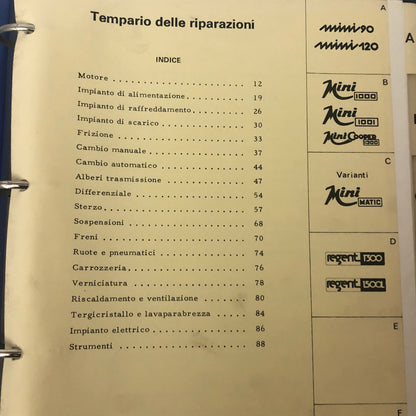 Tempario delle riparazioni
INDICE
Motore 12
Impianto di alimentazione 19
Impianto di raffreddamento 26
Impianto di scarico 30
Frizione 33
Cambio manuale 37
Cambio automatico 44
Alberi trasmissione 47
Differenziale 54
Sterzo 57
Sospensioni 68
Freni 70
Ruote e pneumatici 74
Carrozzeria 76
Verniciatura 78
Riscaldamento e ventilazione 80
Tergicristallo e lavaparabrezza 84
Impianto elettrico 86
Strumenti 88
A
mini 90
mini 120
B
Mini 1000
Mini 1001
Mini COOPER 1300
C
Varianti
Mini MATIC
D
regent 1300
regent 1300L
E
F
A